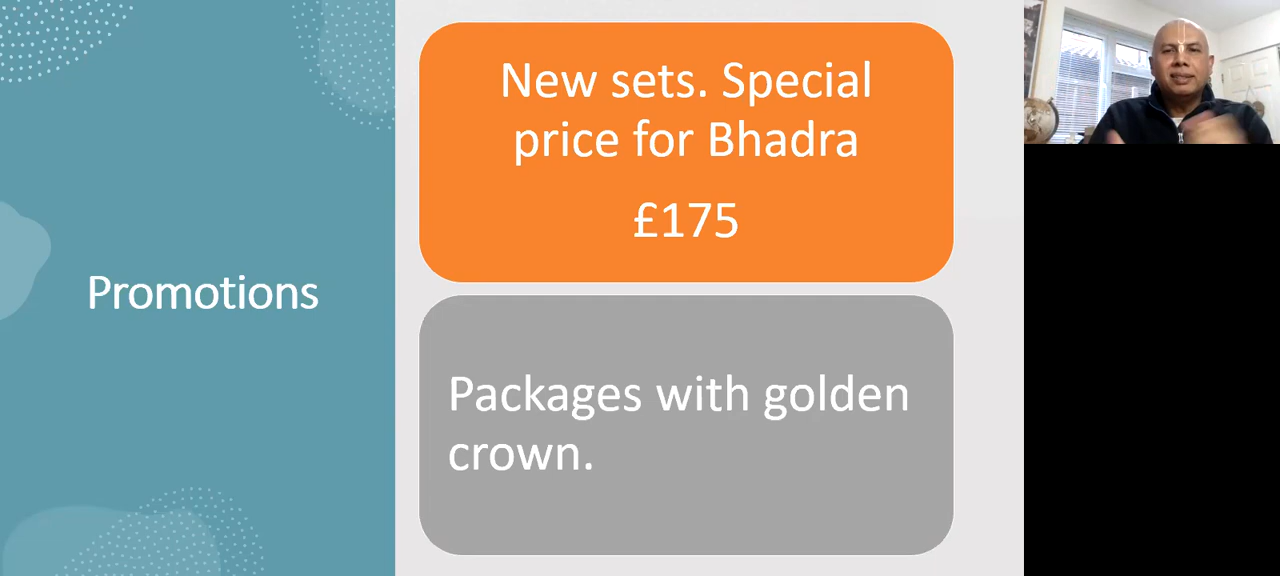 Promotions
New sets. Special
price for Bhadra
£175
Packages with golden
crown.